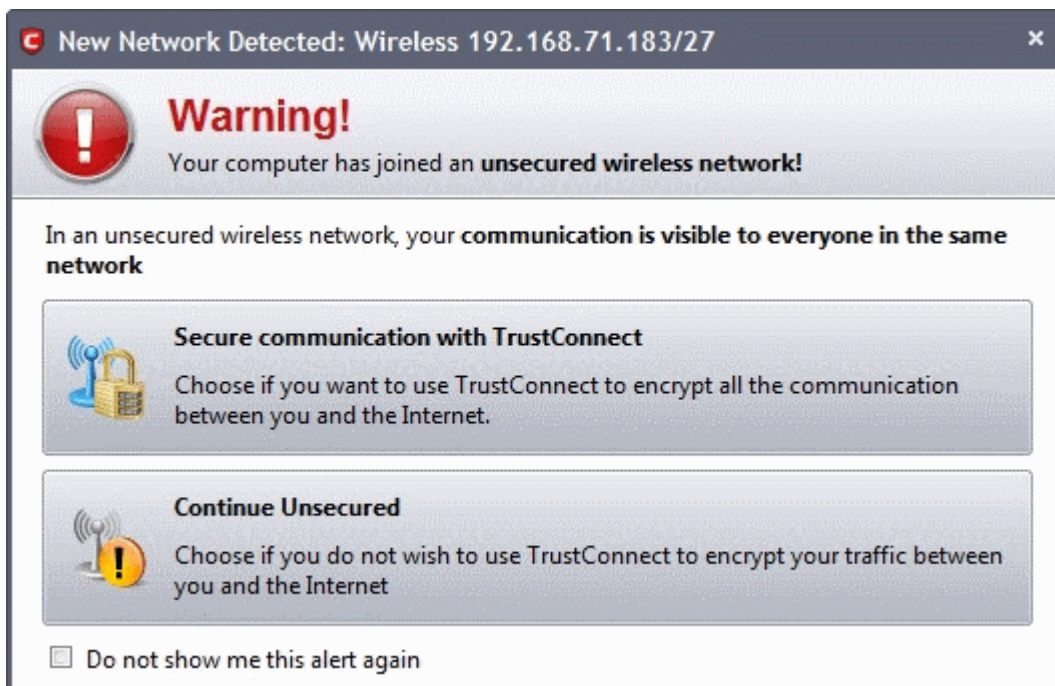 New Network Detected: Wireless 192.168.71.183/27
Warning!
Your computer has joined an unsecured wireless network!
In an unsecured wireless network, your communication is visible to everyone in the same
network
Secure communication with TrustConnect
Choose if you want to use TrustConnect to encrypt all the communication
between you and the Internet.
Continue Unsecured
Choose if you do not wish to use TrustConnect to encrypt your traffic between
you and the Internet
Do not show me this alert again